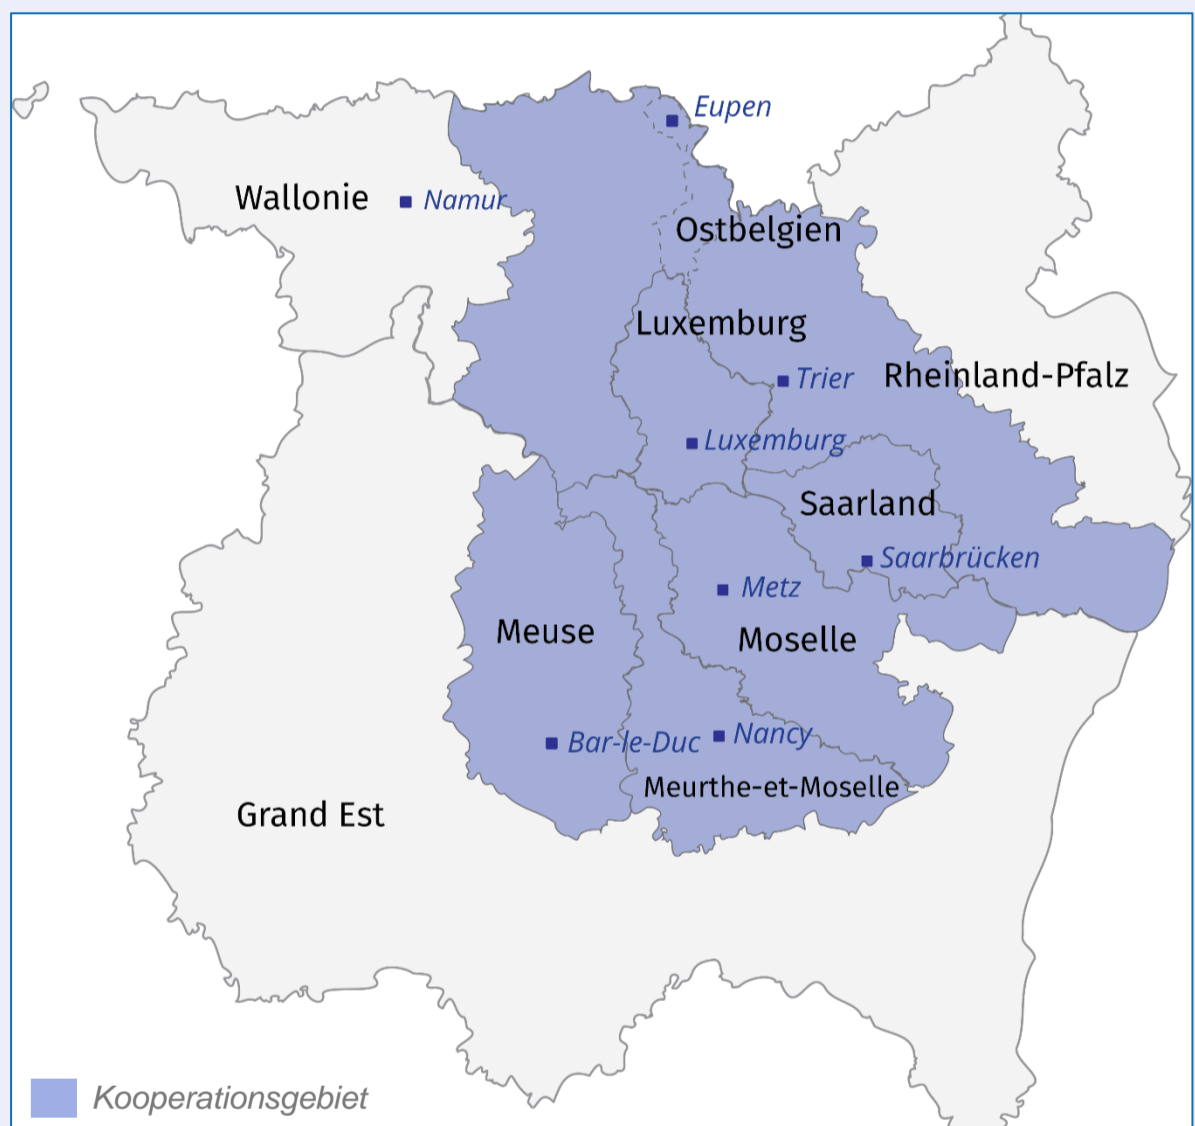 Eupen
Wallonie
Namur
Ostbelgien
Luxemburg
Trier
Rheinland-Pfalz
Luxemburg
Saarland
Saarbrücken
Metz
Meuse
Moselle
Bar-le-Duc
Nancy
Meurthe-et-Moselle
Grand Est
Kooperationsgebiet